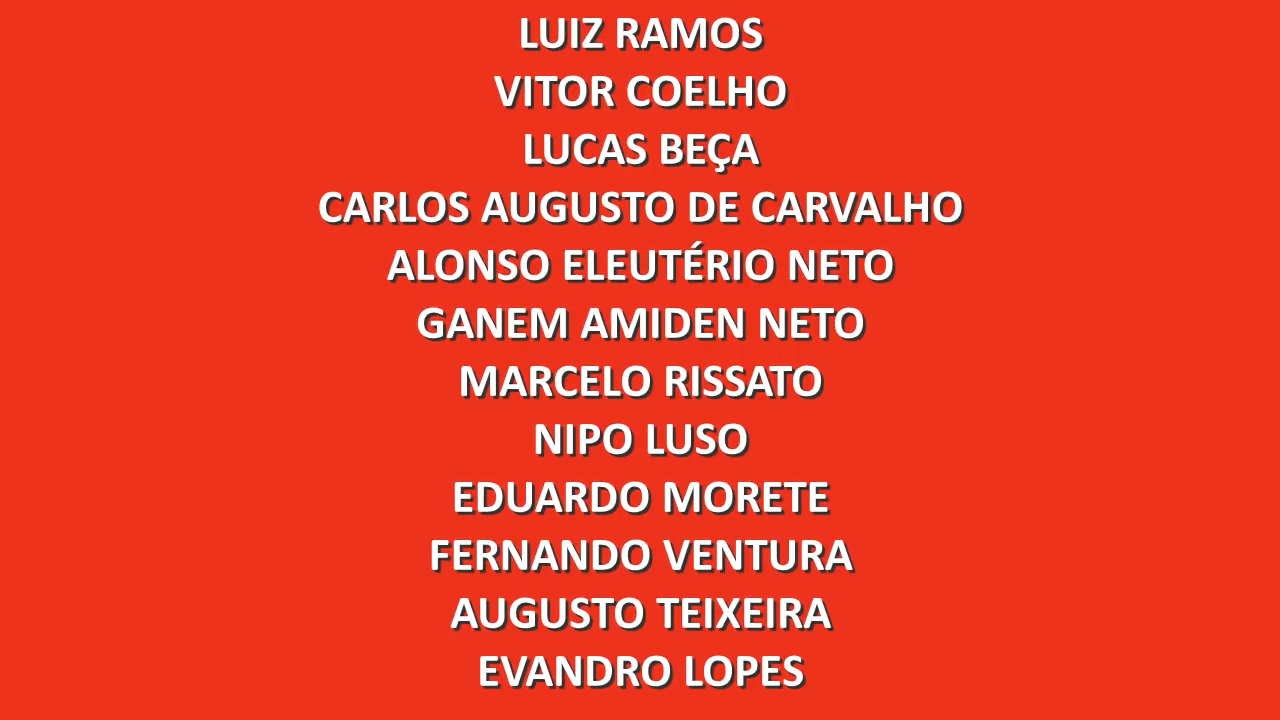 LUIZ RAMOS
VITOR COELHO
LUCAS BEÇA
CARLOS AUGUSTO DE CARVALHO
ALONSO ELEUTÉRIO NETO
GANEM AMIDEN NETO
MARCELO RISSATO
NIPO LUSO
EDUARDO MORETE
FERNANDO VENTURA
AUGUSTO TEIXEIRA
EVANDRO LOPES